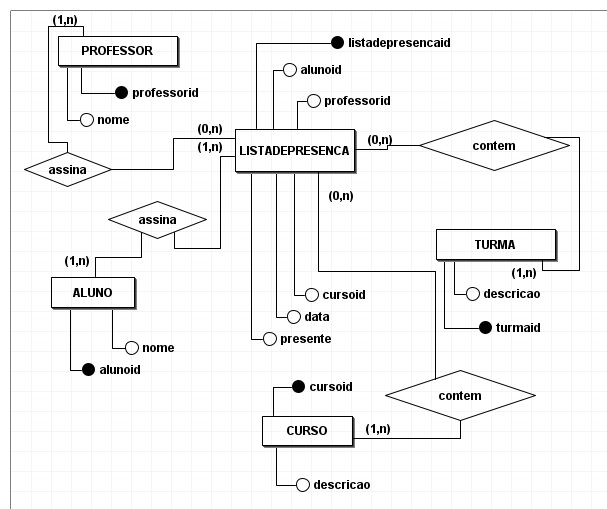 (1,n)
PROFESSOR
listadepresencaid
alunoid
professorid
professorid
nome
(0,n)
(1,n)
(0,n)
LISTADEPRESENCA
contem
assina
(0,n)
assina
TURMA
(1,n)
(1,n)
ALUNO
descricao
cursoid
data
turmaid
presente
nome
alunoid
cursoid
contem
CURSO
(1,n)
descricao